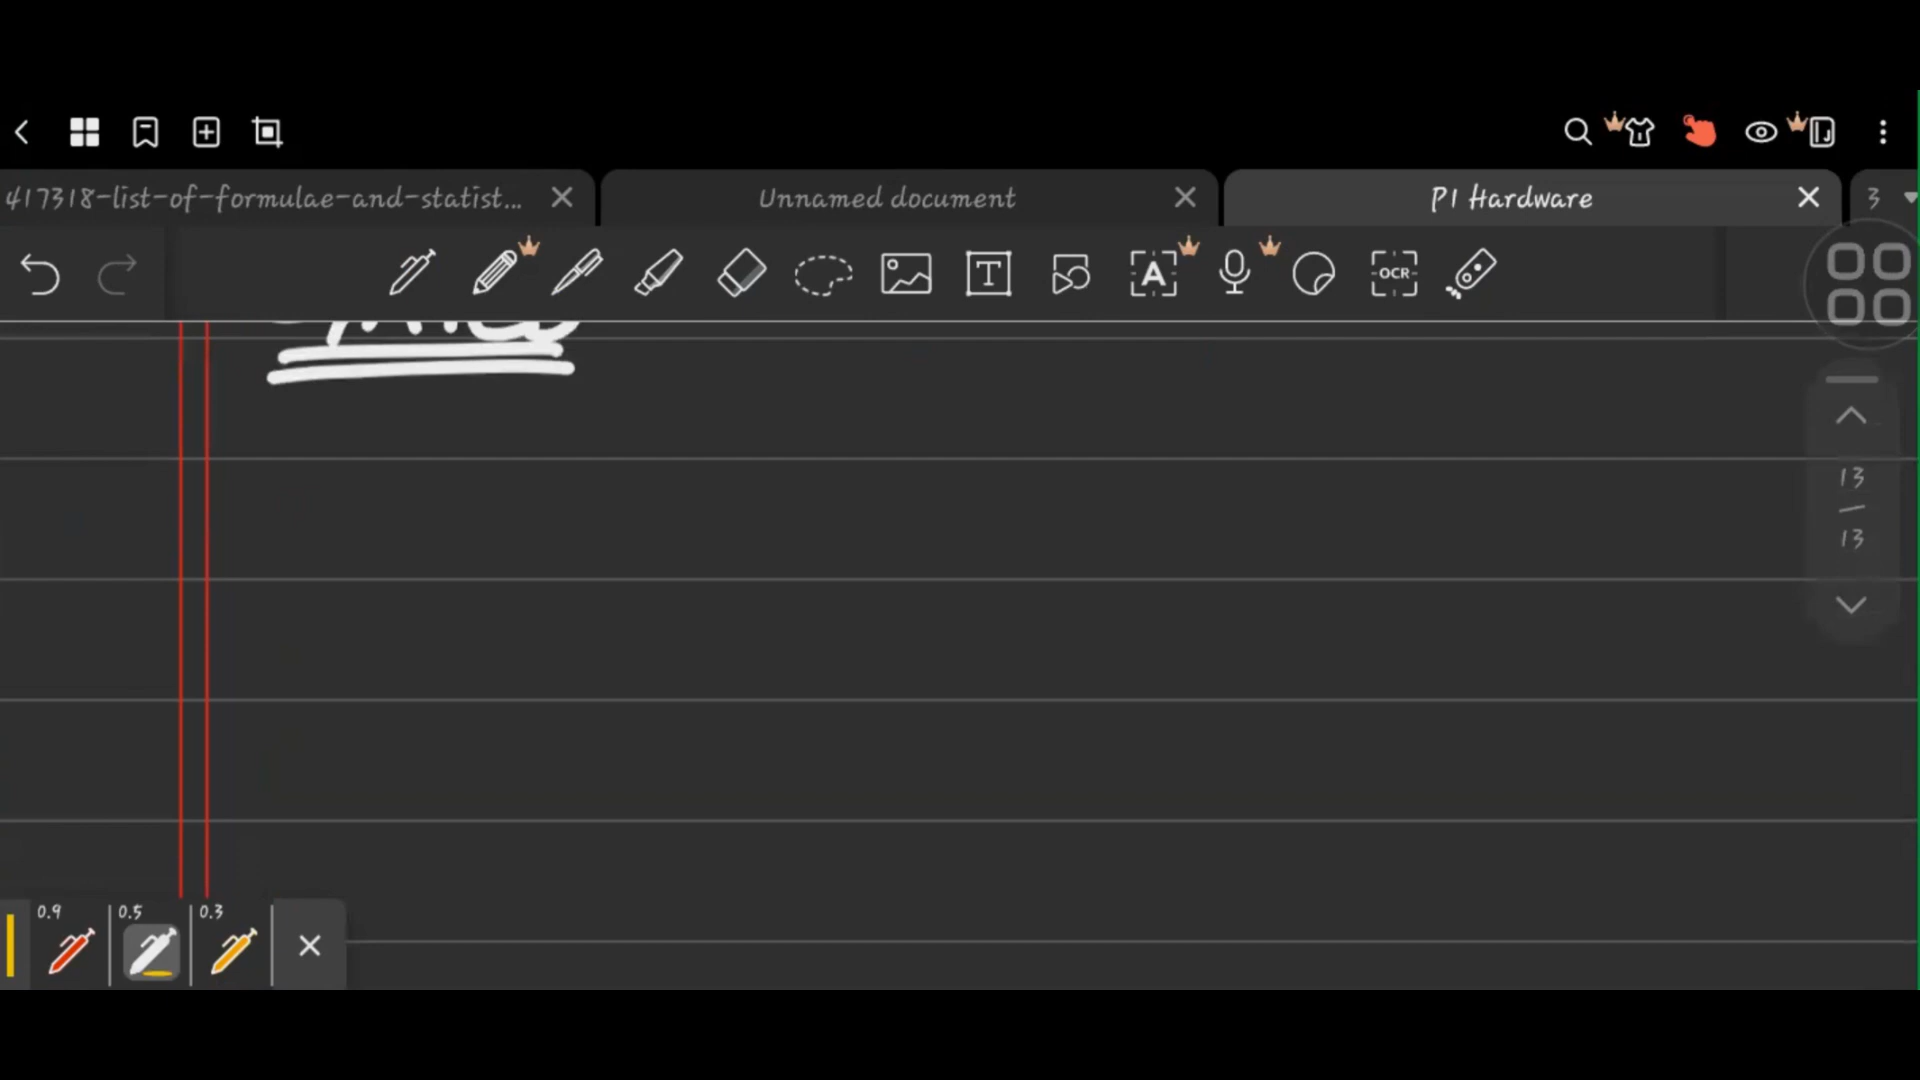 417318-list-of-formulae-and-statist...
Unnamed document
P1 Hardware
3
T
A
OCR
13
13
0.9
0.5
0.3